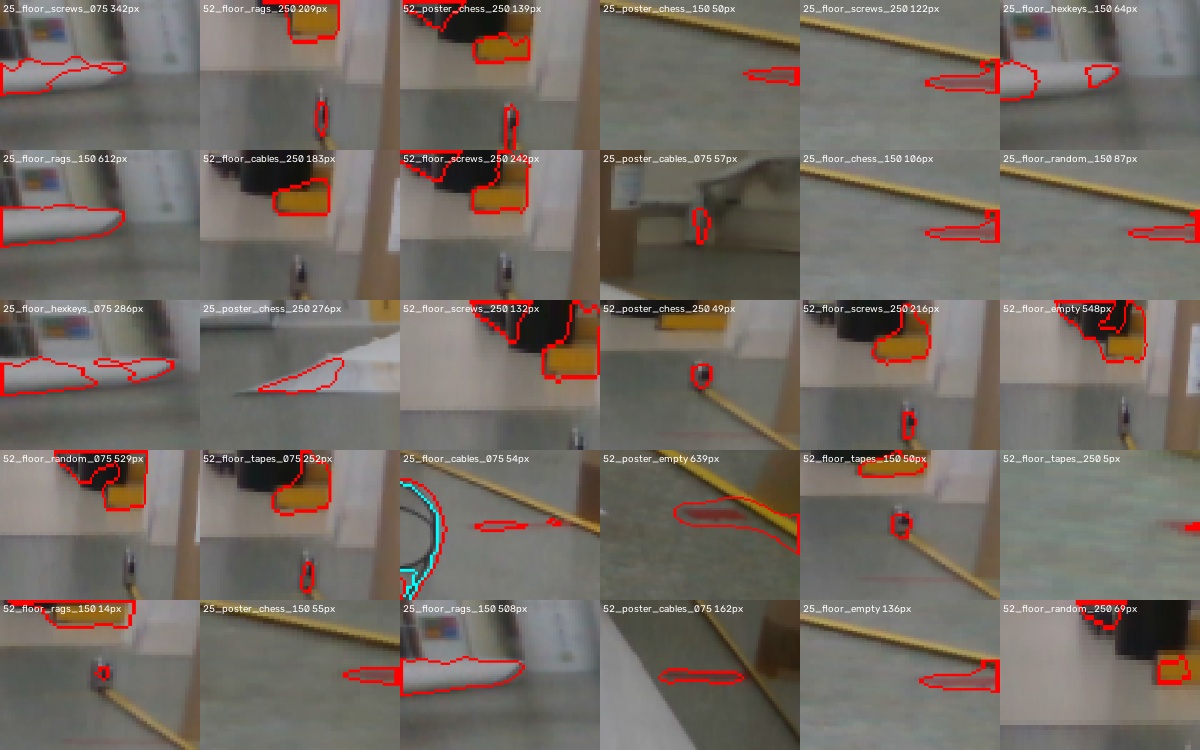 25_floor_screws_075 342px
52_floor_rags_250 209px
52_poster_chess_250 139px
25_poster_chess_150 50px
25_floor_screws_250 122px
25_floor_hexkeys_150 64px
25_floor_rags_150 612px
52_floor_cables_250 183px
52_floor_screws_250 242px
25_poster_cables_075 57px
25_floor_chess_150 106px
25_floor_random_150 87px
25_floor_hexkeys_075 286px
25_poster_chess_250 276px
52_floor_screws_250 132px
52_poster_chess_250 49px
52_floor_screws_250 216px
52_floor_empty 548px
52_floor_random_075 529px
52_floor_tapes_075 252px
25_floor_cables_075 54px
52_poster_empty 639px
52_floor_tapes_150 50px
52_floor_tapes_250 5px
52_floor_rags_150 14px
25_poster_chess_150 55px
25_floor_rags_150 508px
52_poster_cables_075 162px
25_floor_empty 136px
52_floor_random_250 69px